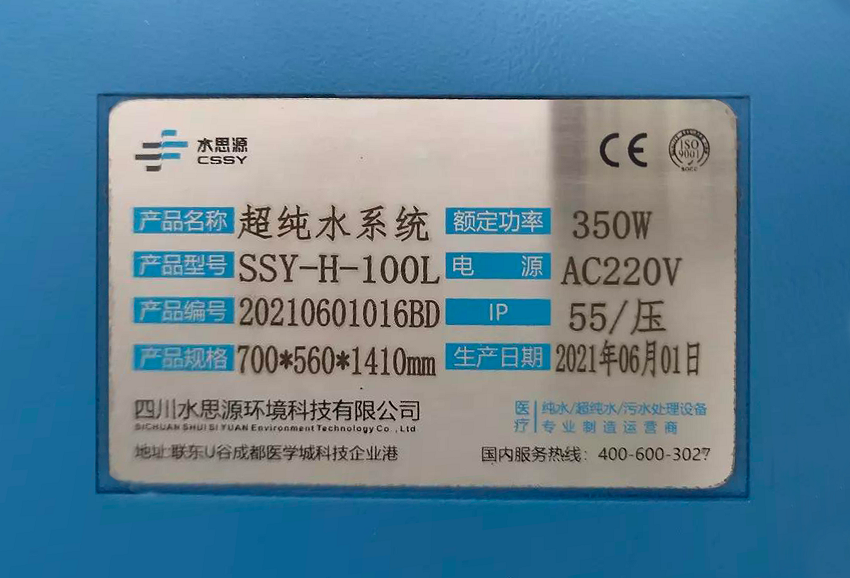 水思源
CSSY
CE
ISO
9001
产品名称 超纯水系统 额定功率 350W
产品型号 SSY-H-100L 电 源 AC220V
产品编号 20210601016BD IP 55/压
产品规格 700*560*1410mm 生产日期 2021年06月01日
四川水思源环境科技有限公司
SICHUAN SHUI SI YUAN Environment Technology Co.,Ltd
医疗 纯水/超纯水/污水处理设备
专业制造运营商
地址:联东U谷成都医学城科技企业港 国内服务热线：400-600-3027